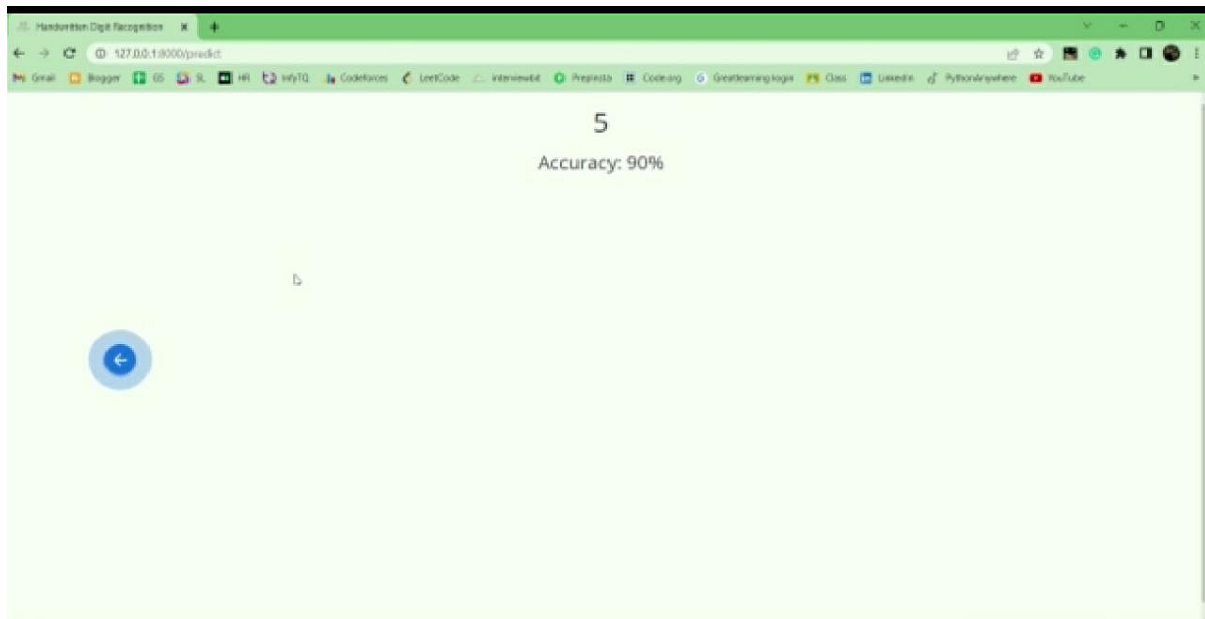 Handwritten Digit Recognition
127.0.0.1:8000/predict
Gmail Blogger GS SL HR InfyTQ Codeforces LeetCode InterviewBit PrepInsta Code.org Greatlearning login Class LinkedIn PythonAnywhere YouTube
5
Accuracy: 90%